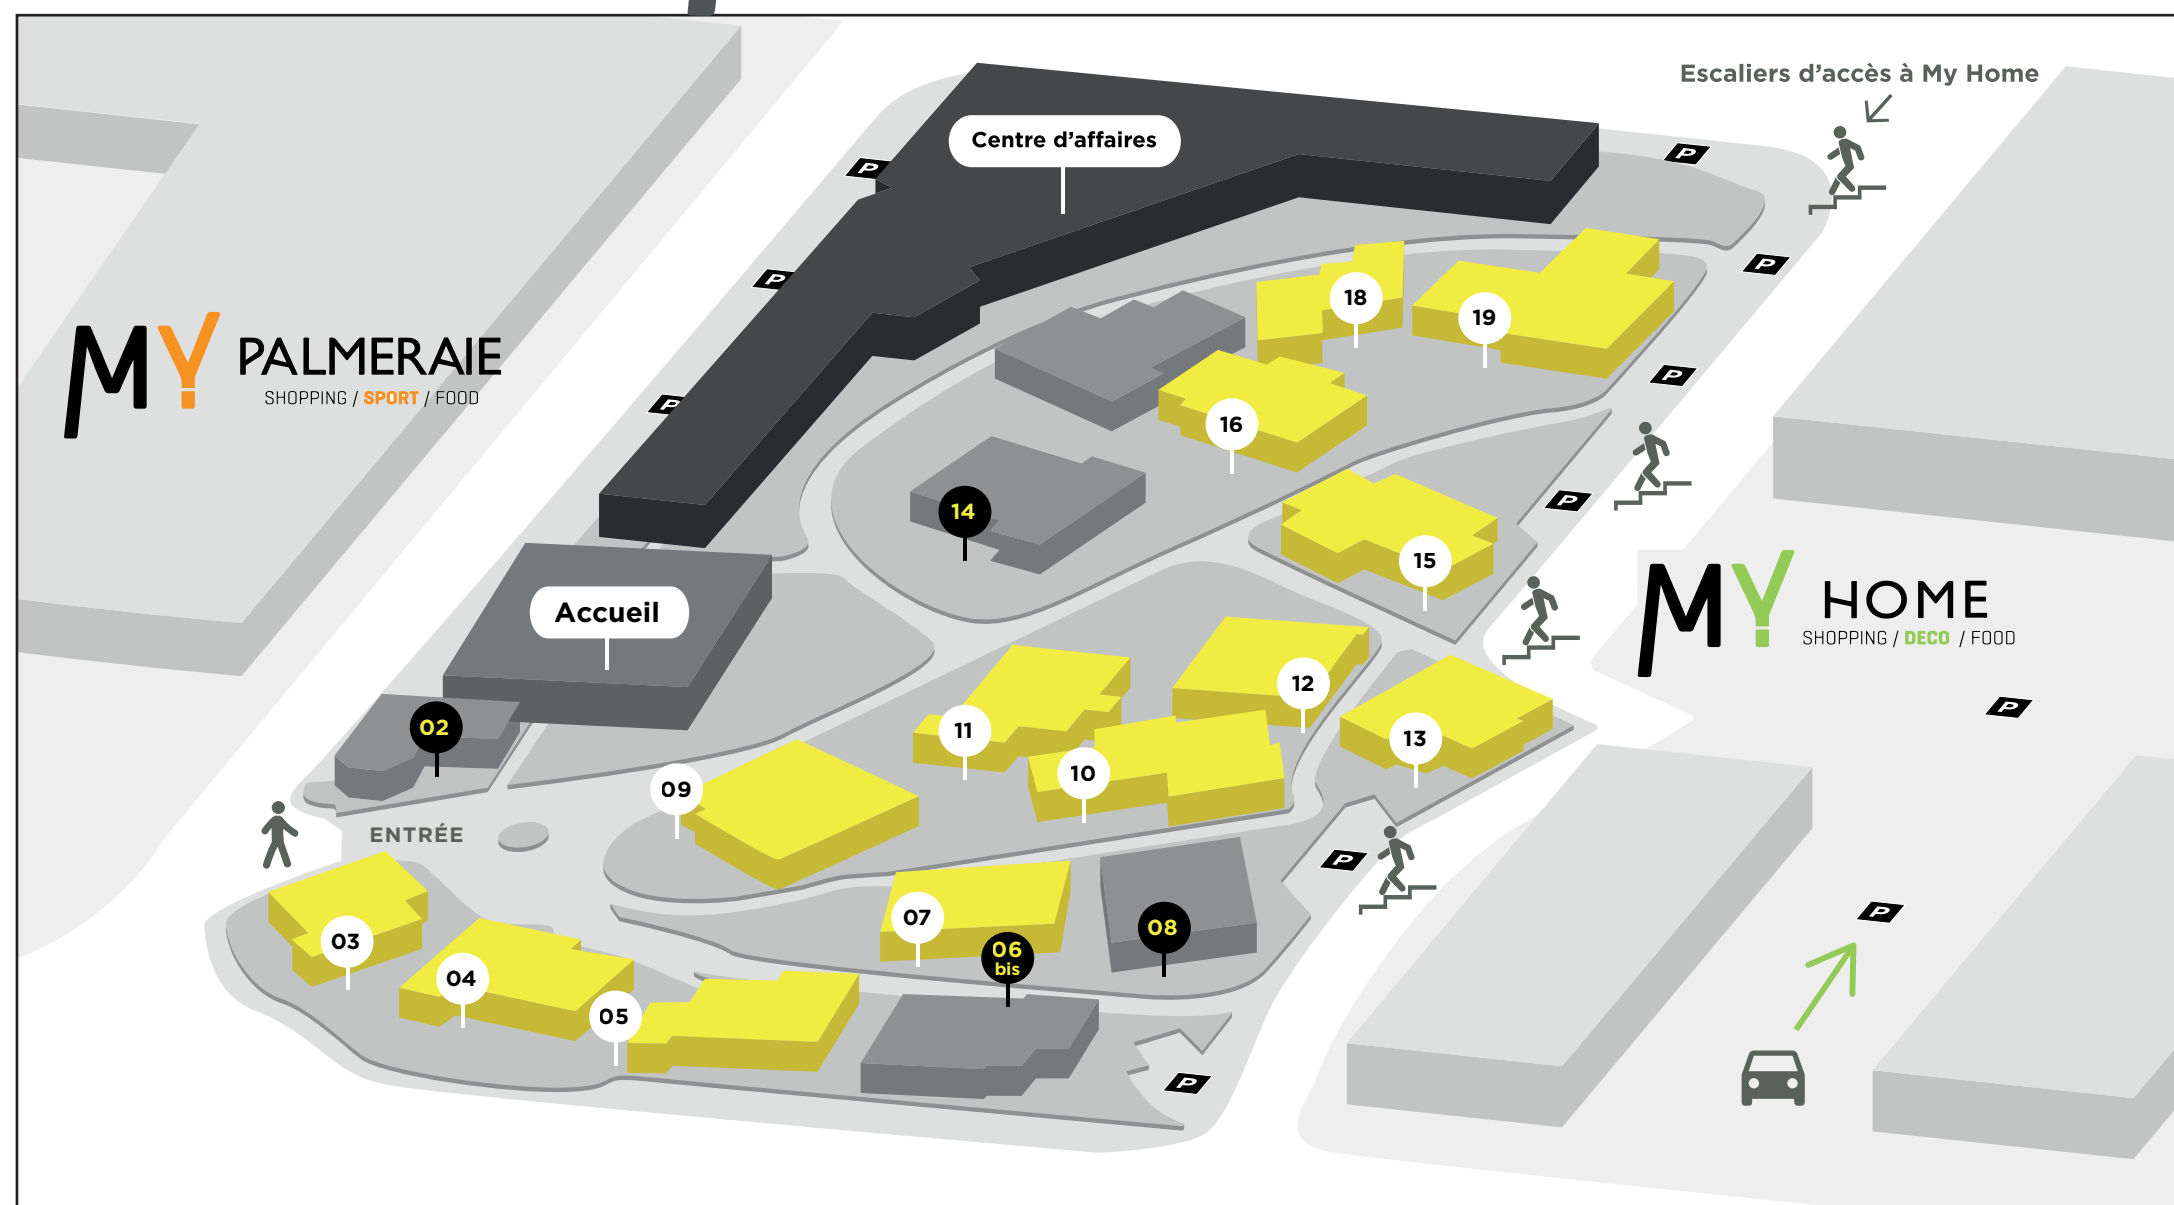 Escaliers d'accès à My Home
Centre d'affaires
P
P
P
P
P
P
18
19
MY PALMERAIE
SHOPPING / SPORT / FOOD
16
14
P
15
MY HOME
SHOPPING / DECO / FOOD
Accueil
12
02
11
13
P
10
09
ENTRÉE
P
07
08
P
03
06
bis
04
05
P